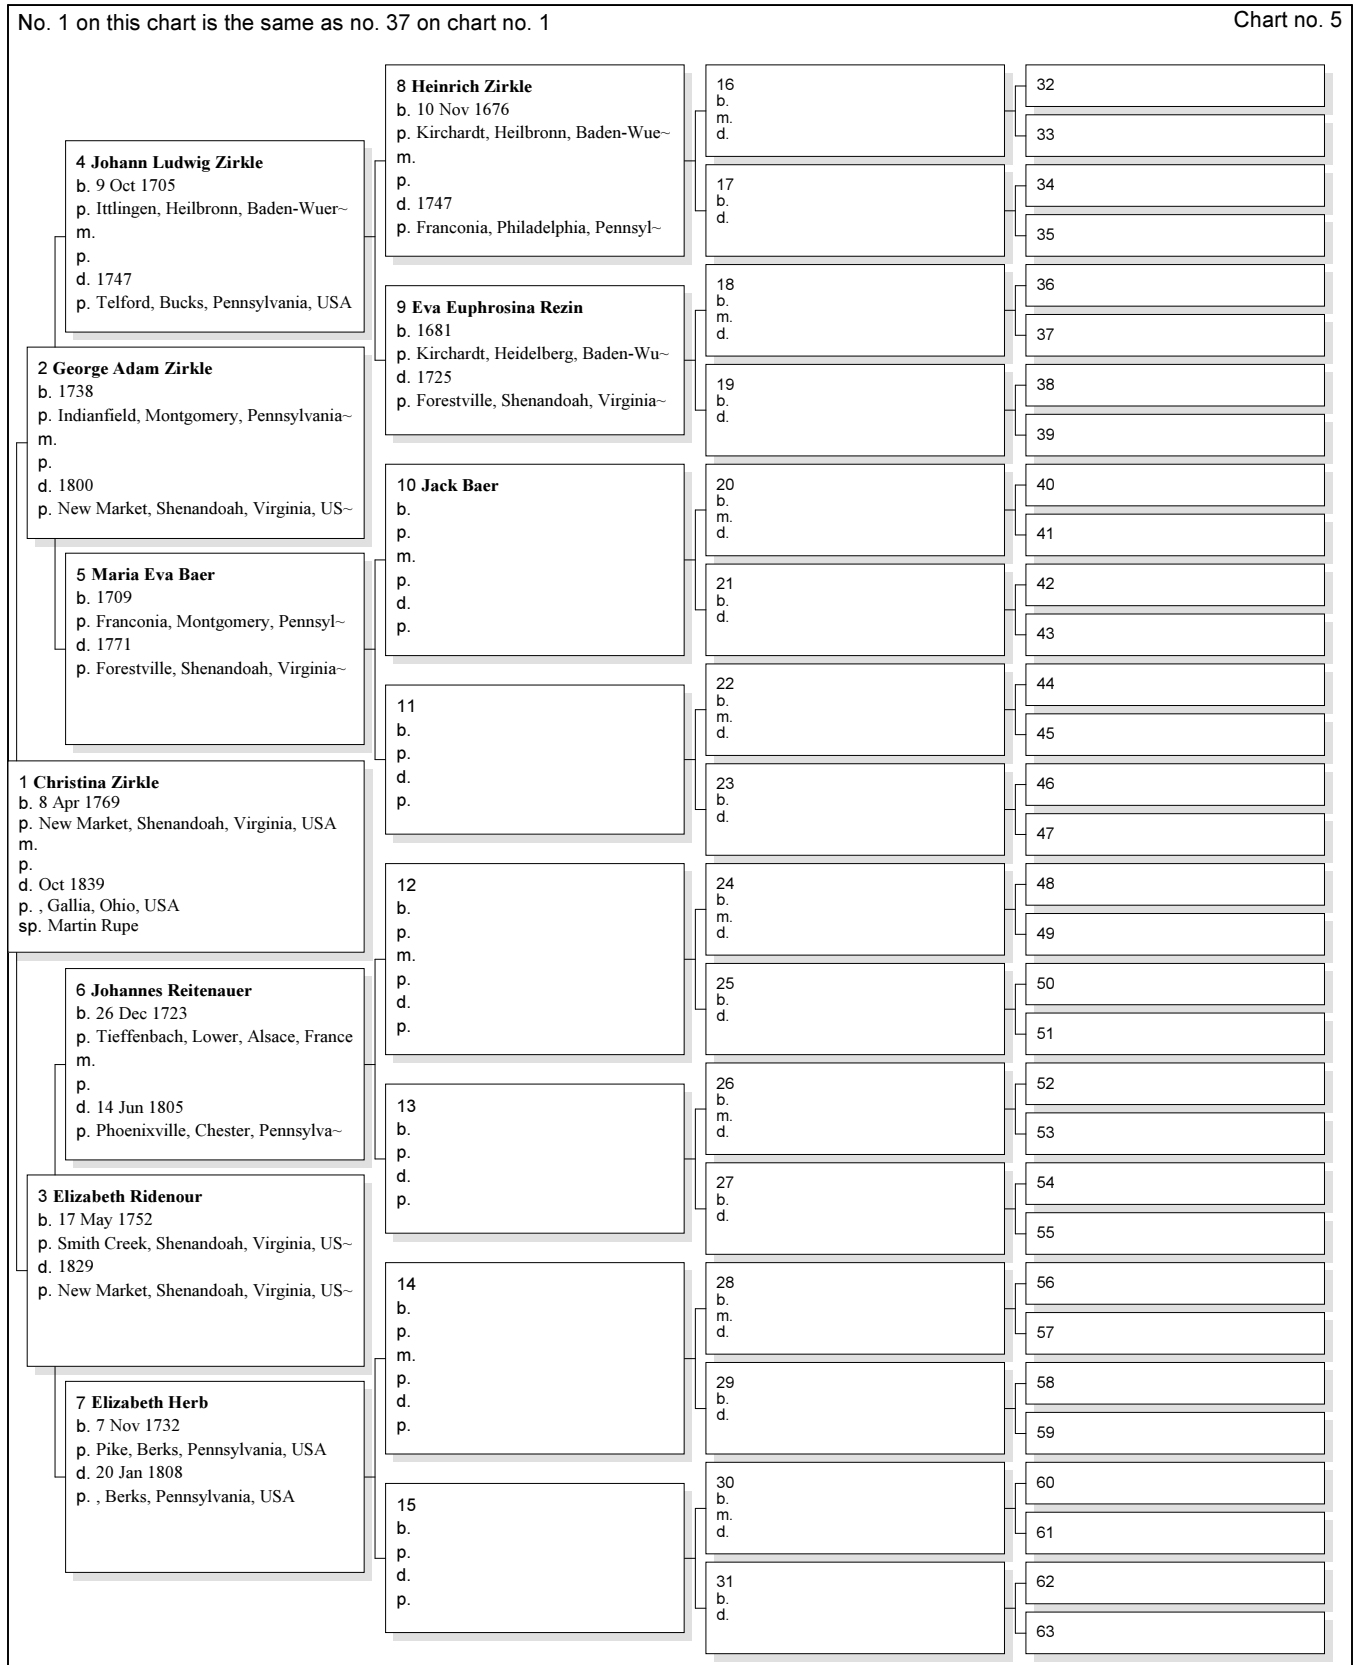 No. 1 on this chart is the same as no. 37 on chart no. 1
Chart no. 5
1 Christina Zirkle
b. 8 Apr 1769
p. New Market, Shenandoah, Virginia, USA
m.
p.
d. Oct 1839
p. , Gallia, Ohio, USA
sp. Martin Rupe
2 George Adam Zirkle
b. 1738
p. Indianfield, Montgomery, Pennsylvania~
m.
p.
d. 1800
p. New Market, Shenandoah, Virginia, US~
3 Elizabeth Ridenour
b. 17 May 1752
p. Smith Creek, Shenandoah, Virginia, US~
d. 1829
p. New Market, Shenandoah, Virginia, US~
4 Johann Ludwig Zirkle
b. 9 Oct 1705
p. Ittlingen, Heilbronn, Baden-Wuer~
m.
p.
d. 1747
p. Telford, Bucks, Pennsylvania, USA
5 Maria Eva Baer
b. 1709
p. Franconia, Montgomery, Pennsyl~
d. 1771
p. Forestville, Shenandoah, Virginia~
6 Johannes Reitenauer
b. 26 Dec 1723
p. Tieffenbach, Lower, Alsace, France
m.
p.
d. 14 Jun 1805
p. Phoenixville, Chester, Pennsylva~
7 Elizabeth Herb
b. 7 Nov 1732
p. Pike, Berks, Pennsylvania, USA
d. 20 Jan 1808
p. , Berks, Pennsylvania, USA
8 Heinrich Zirkle
b. 10 Nov 1676
p. Kirchardt, Heilbronn, Baden-Wue~
m.
p.
d. 1747
p. Franconia, Philadelphia, Pennsyl~
9 Eva Euphrosina Rezin
b. 1681
p. Kirchardt, Heidelberg, Baden-Wu~
d. 1725
p. Forestville, Shenandoah, Virginia~
10 Jack Baer
b.
p.
m.
p.
d.
p.
11
b.
p.
d.
p.
12
b.
p.
m.
p.
d.
p.
13
b.
p.
d.
p.
14
b.
p.
m.
p.
d.
p.
15
b.
p.
d.
p.
16
b.
m.
d.
17
b.
d.
18
b.
m.
d.
19
b.
d.
20
b.
m.
d.
21
b.
d.
22
b.
m.
d.
23
b.
d.
24
b.
m.
d.
25
b.
d.
26
b.
m.
d.
27
b.
d.
28
b.
m.
d.
29
b.
d.
30
b.
m.
d.
31
b.
d.
32
33
34
35
36
37
38
39
40
41
42
43
44
45
46
47
48
49
50
51
52
53
54
55
56
57
58
59
60
61
62
63